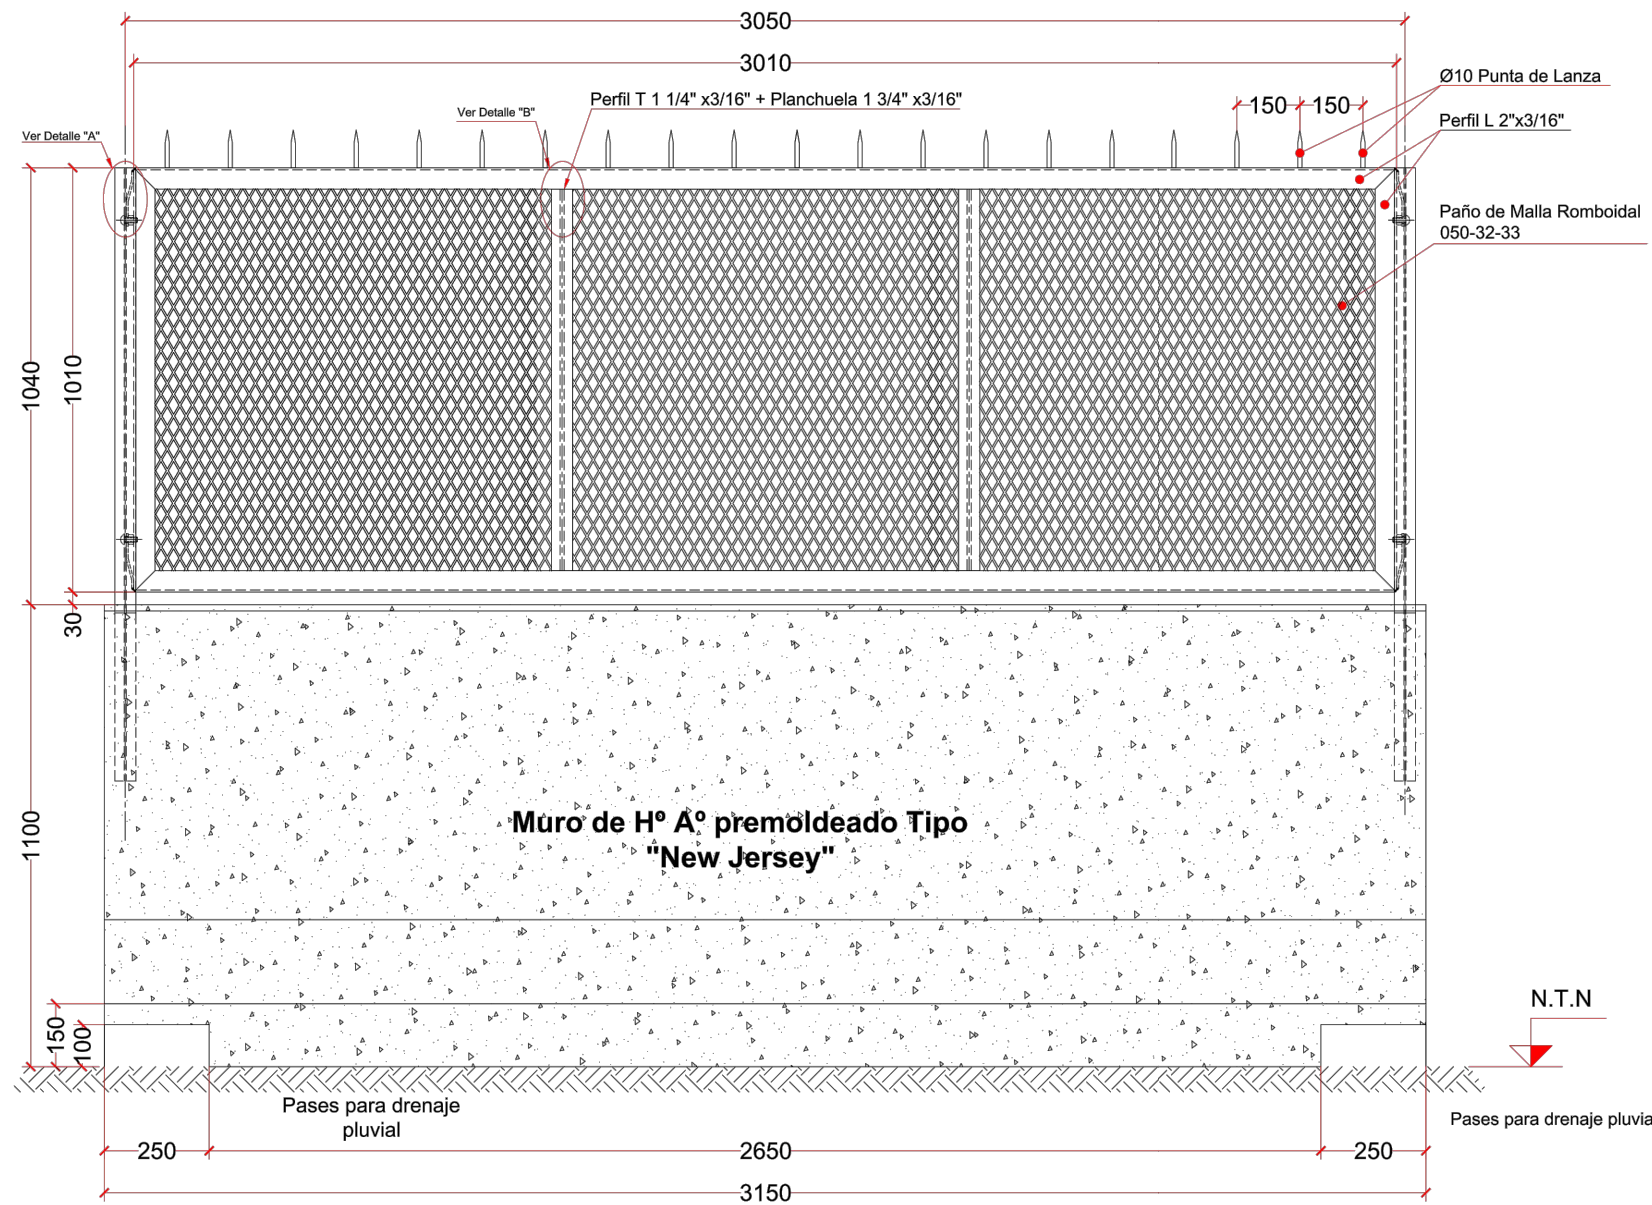 3050
3010
Ø10 Punta de Lanza
150
150
Perfil T 1 1/4" x3/16" + Planchuela 1 3/4" x3/16"
Ver Detalle "B"
Perfil L 2"x3/16"
Ver Detalle "A"
Paño de Malla Romboidal
050-32-33
1040
1010
30
1100
Muro de Hº Aº premoldeado Tipo
"New Jersey"
N.T.N
150
100
Pases para drenaje
pluvial
Pases para drenaje pluvia
250
2650
250
3150